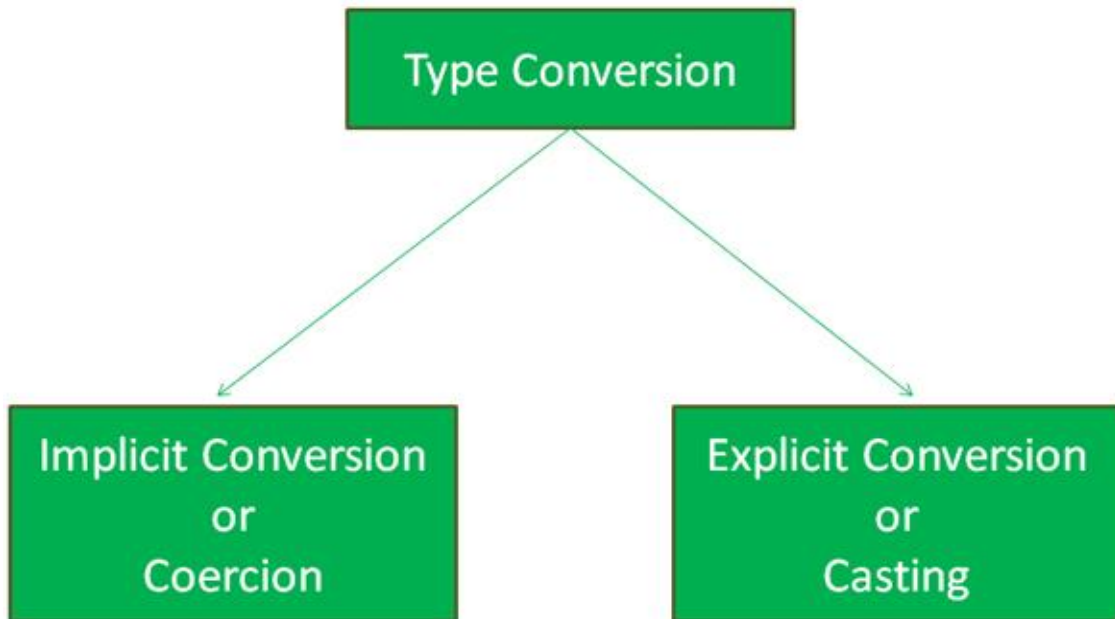 Type Conversion
Implicit Conversion
or
Coercion
Explicit Conversion
or
Casting